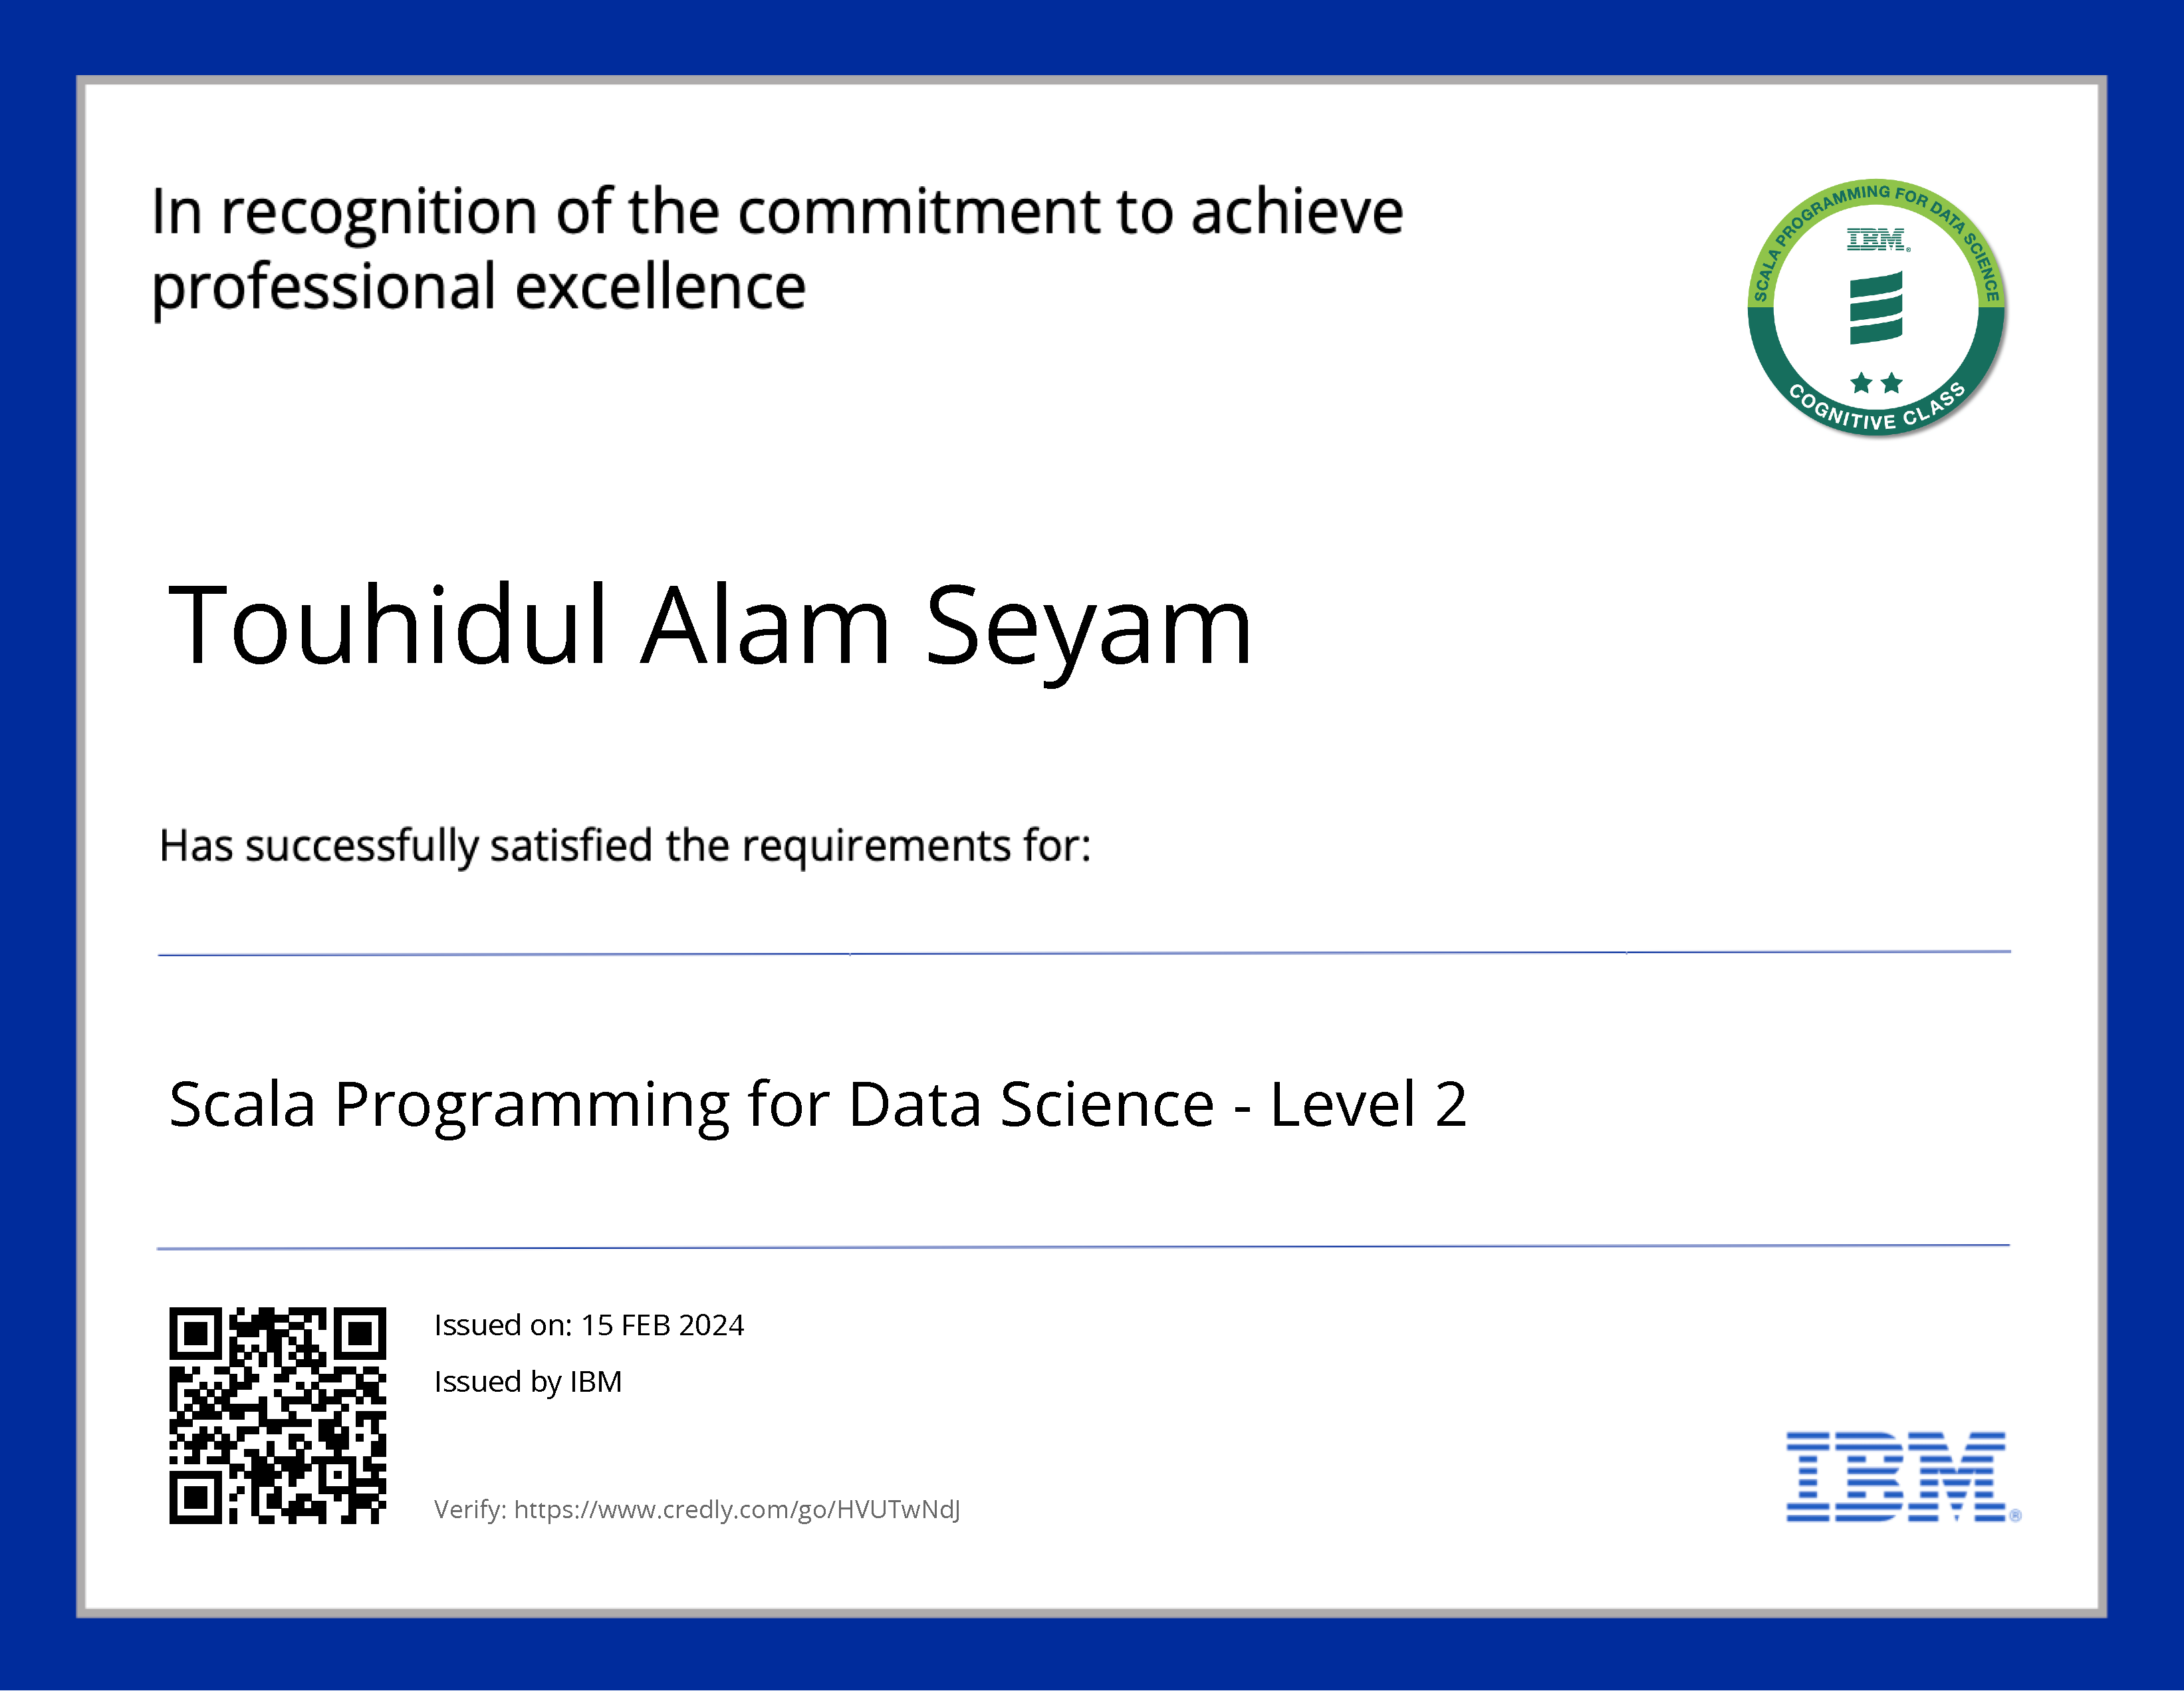 In recognition of the commitment to achieve
professional excellence
SCALA PROGRAMMING FOR DATA SCIENCE
IBM®
COGNITIVE CLASS
Touhidul Alam Seyam
Has successfully satisfied the requirements for:
Scala Programming for Data Science - Level 2
Issued on: 15 FEB 2024
Issued by IBM
Verify: https://www.credly.com/go/HVUTwNdJ
IBM®